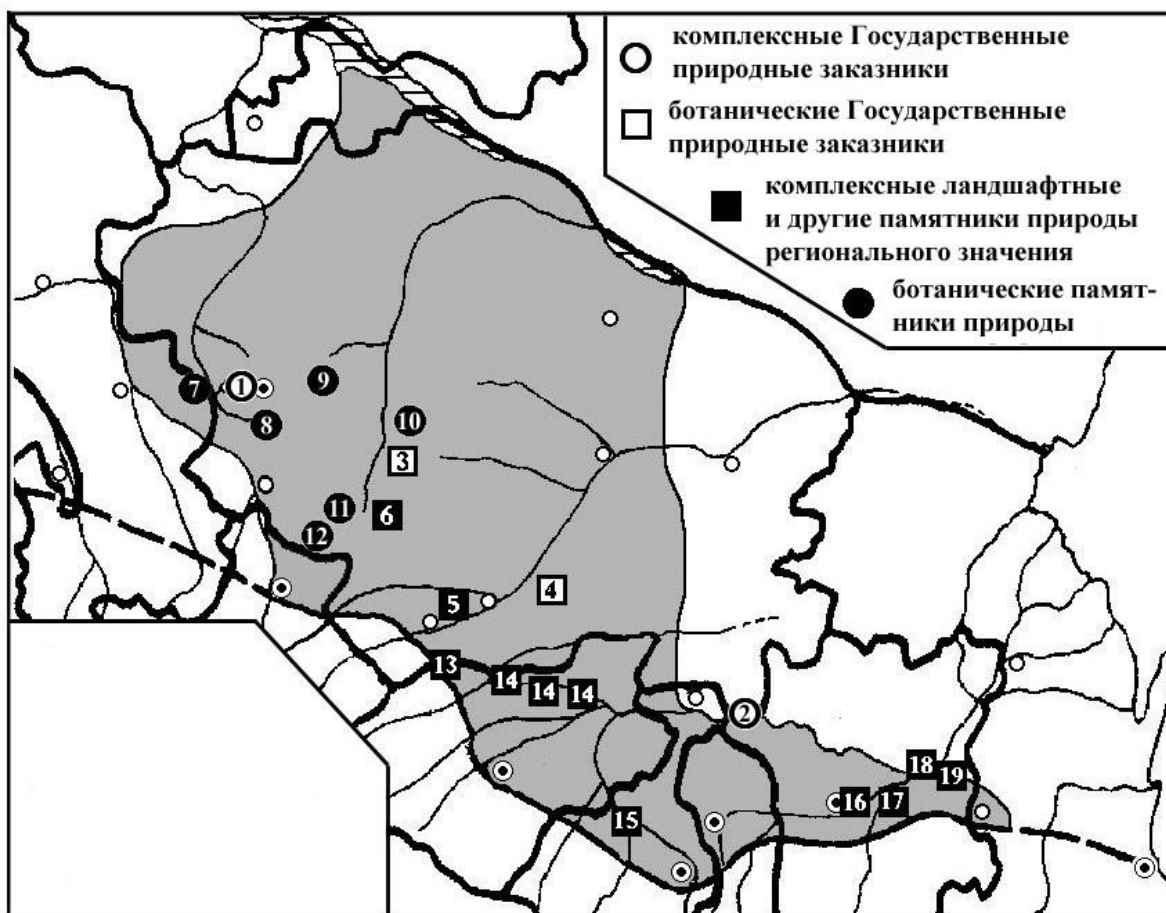 комплексные Государственные
природные заказники
ботанические Государственные
природные заказники
комплексные ландшафтные
и другие памятники природы
регионального значения
ботанические памят-
ники природы
7
1
9
8
10
3
11
6
12
4
5
13
14
14
14
2
18
19
16
17
15